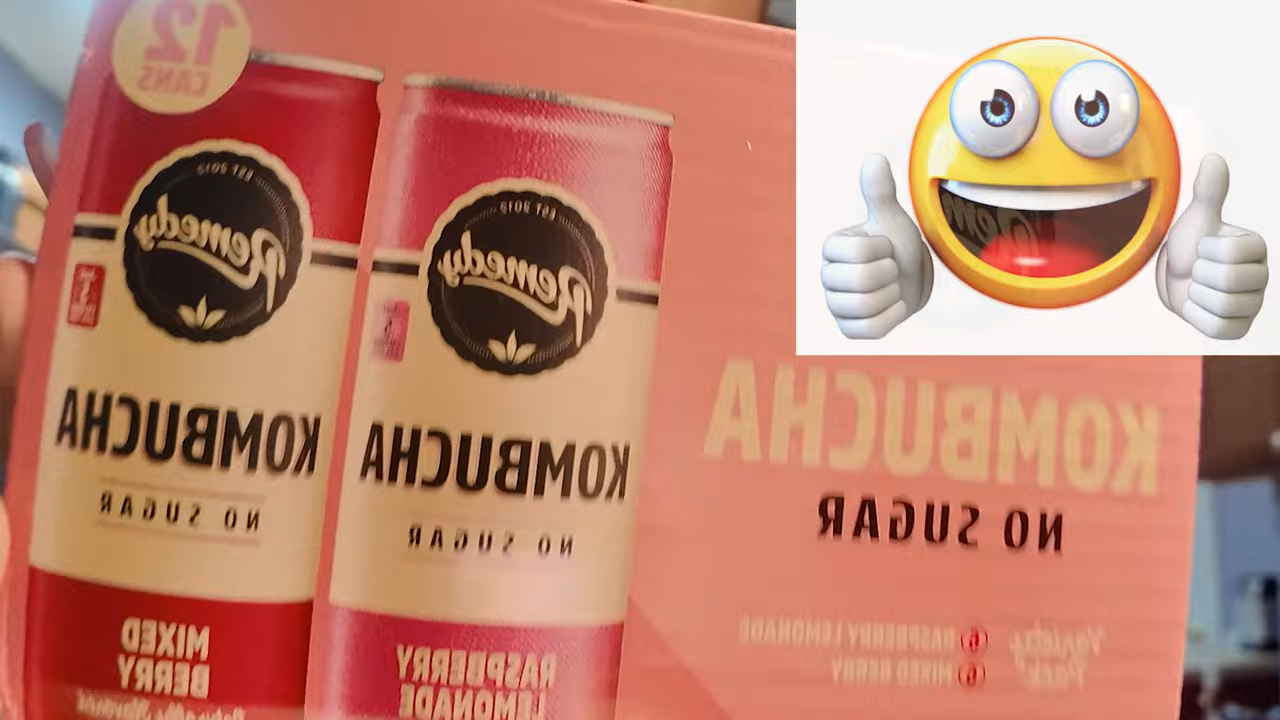 12
CANS
EST 2012
Remedy
KOMBUCHA
NO SUGAR
MIXED
BERRY
EST 2012
Remedy
KOMBUCHA
NO SUGAR
RASPBERRY
LEMONADE
KOMBUCHA
NO SUGAR
Variety
Pack
6 RASPBERRY LEMONADE
6 MIXED BERRY